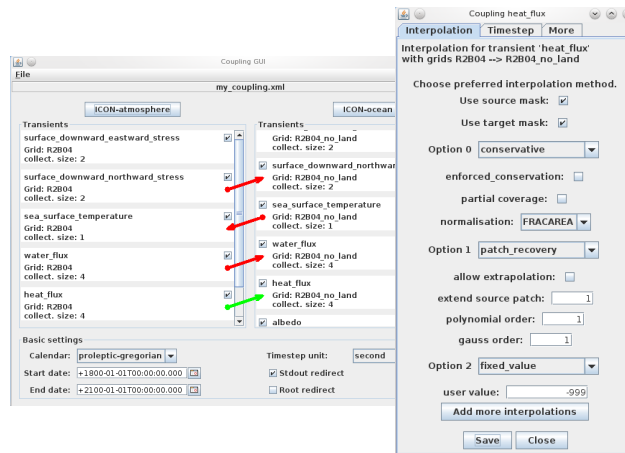 Coupling GUI
File
my_coupling.xml
ICON-atmosphere
ICON-ocean
Transients
surface_downward_eastward_stress
Grid: R2B04
collect. size: 2
surface_downward_northward_stress
Grid: R2B04
collect. size: 2
sea_surface_temperature
Grid: R2B04
collect. size: 1
water_flux
Grid: R2B04
collect. size: 4
heat_flux
Grid: R2B04
collect. size: 4
Transients
Grid: R2B04_no_land
collect. size: 2
surface_downward_northwar
Grid: R2B04_no_land
collect. size: 2
sea_surface_temperature
Grid: R2B04_no_land
collect. size: 1
water_flux
Grid: R2B04_no_land
collect. size: 4
heat_flux
Grid: R2B04_no_land
collect. size: 4
albedo
Basic settings
Calendar: proleptic-gregorian
Timestep unit: second
Start date: +1800-01-01T00:00:00.000
Stdout redirect
End date: +2100-01-01T00:00:00.000
Root redirect
Coupling heat_flux
Interpolation Timestep More
Interpolation for transient 'heat_flux'
with grids R2B04 --> R2B04_no_land
Choose preferred interpolation method.
Use source mask:
Use target mask:
Option 0 conservative
enforced_conservation:
partial coverage:
normalisation: FRACAREA
Option 1 patch_recovery
allow extrapolation:
extend source patch: 1
polynomial order: 1
gauss order: 1
Option 2 fixed_value
user value: -999
Add more interpolations
Save Close